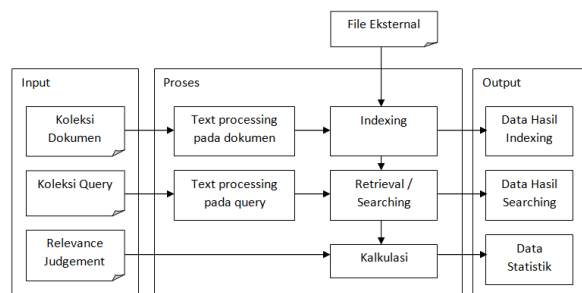 File Eksternal
Input
Proses
Output
Koleksi
Dokumen
Text processing
pada dokumen
Indexing
Data Hasil
Indexing
Koleksi Query
Text processing
pada query
Retrieval /
Searching
Data Hasil
Searching
Relevance
Judgement
Kalkulasi
Data
Statistik